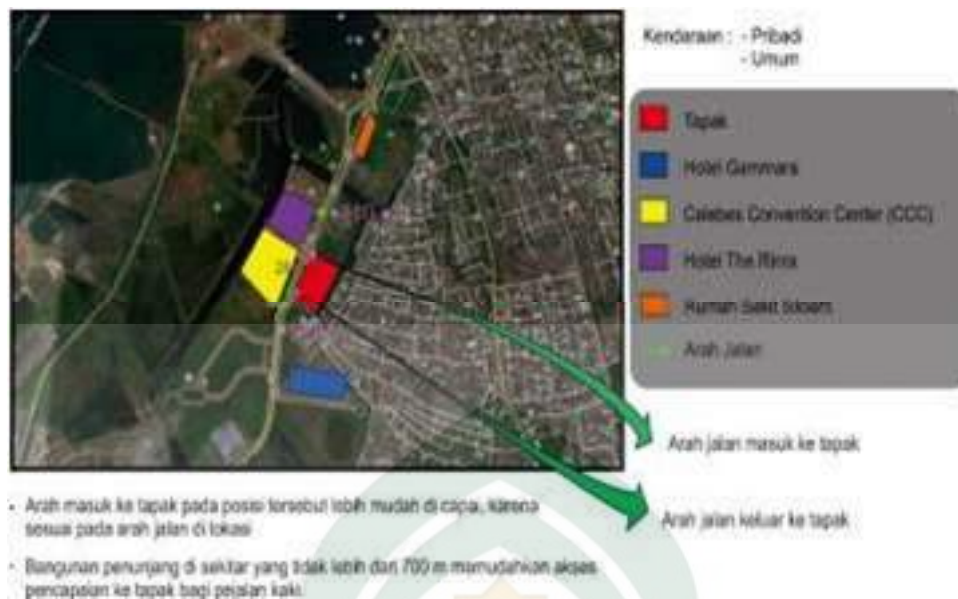 Kendaraan : - Pribadi
- Umum
Tapak
Hotel Gammara
Celebes Convention Center (CCC)
Hotel The Rinra
Rumah Sakit Siloam
Arah Jalan
Arah jalan masuk ke tapak
Arah jalan keluar ke tapak
• Arah masuk ke tapak pada posisi tersebut lebih mudah di capai, karena
sesuai pada arah jalan di lokasi
• Bangunan penunjang di sekitar yang tidak lebih dari 700 m memudahkan akses
pencapaian ke tapak bagi pejalan kaki.